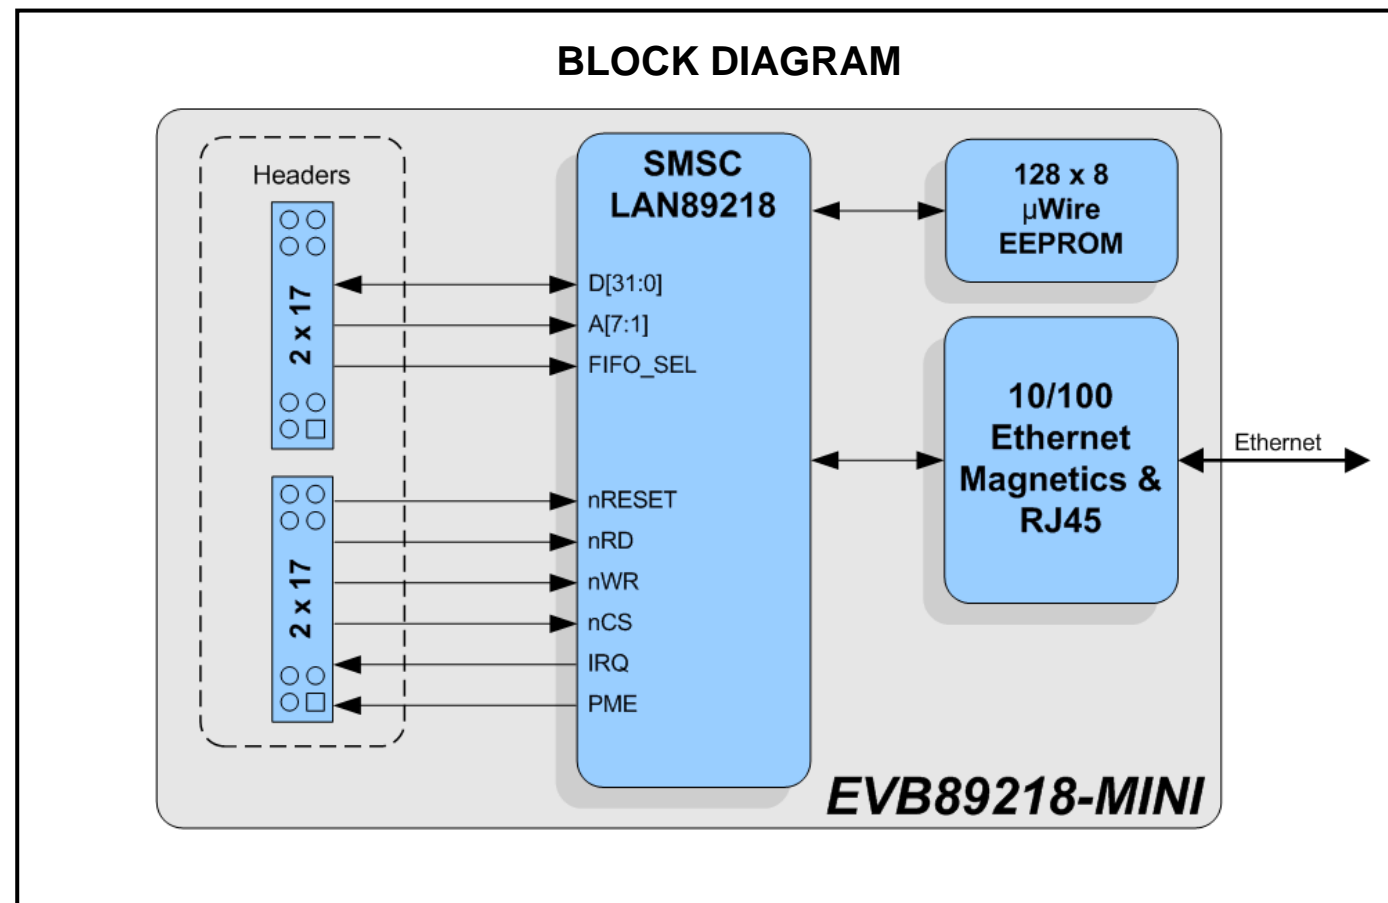 BLOCK DIAGRAM
Headers
2 x 17
2 x 17
SMSC
LAN89218
D[31:0]
A[7:1]
FIFO_SEL
nRESET
nRD
nWR
nCS
IRQ
PME
128 x 8
µWire
EEPROM
10/100
Ethernet
Magnetics &
RJ45
Ethernet
EVB89218-MINI